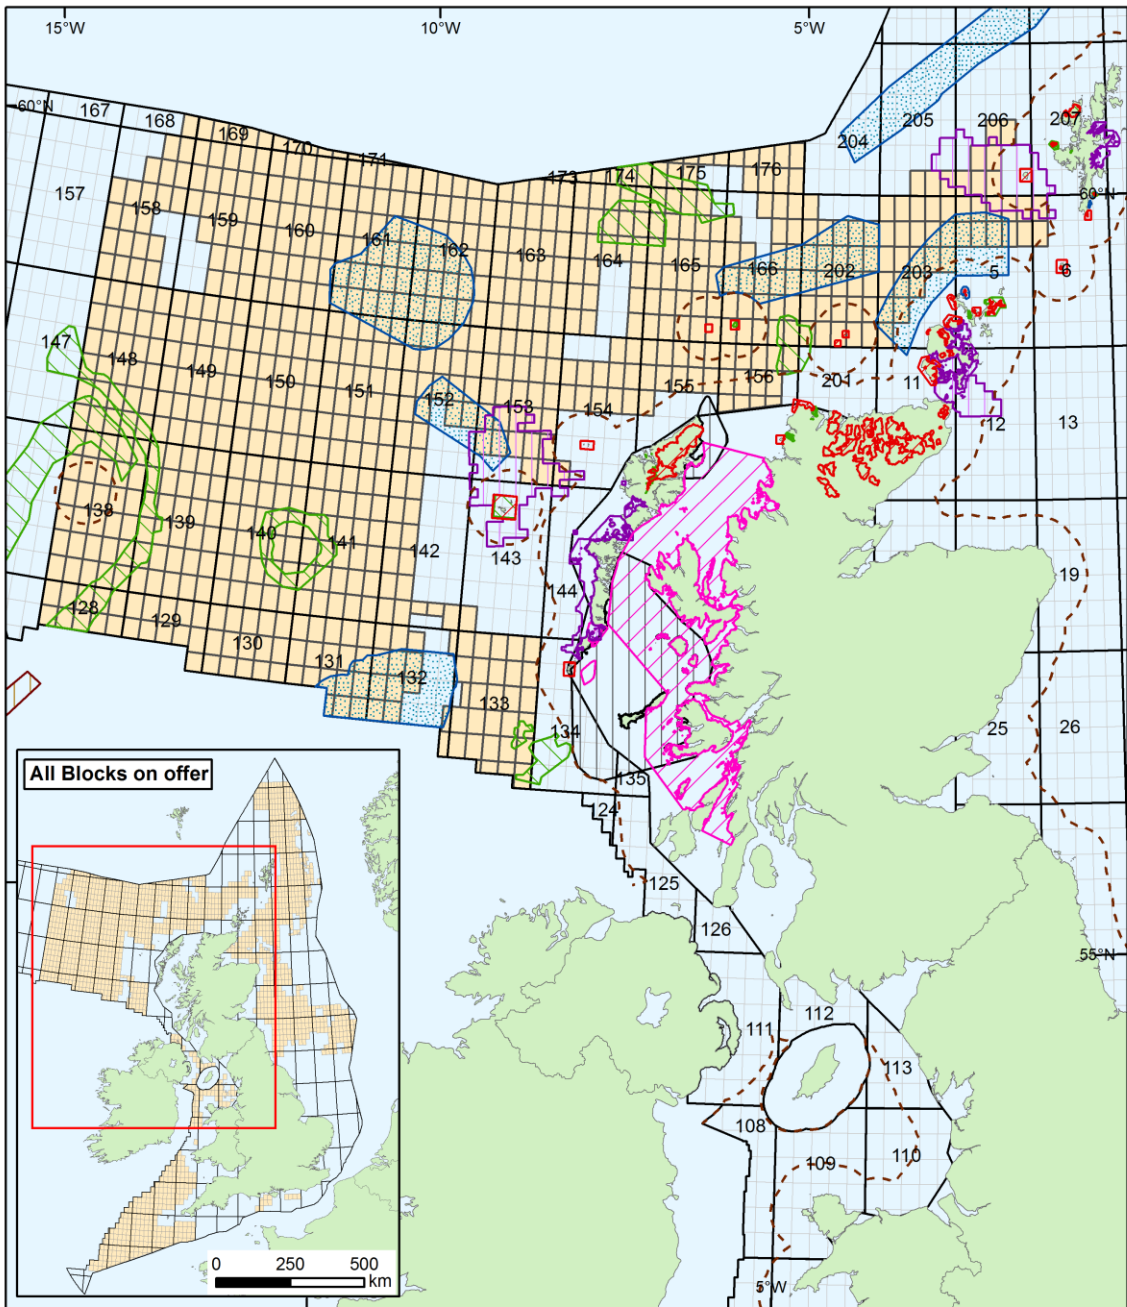 15°W 10°W 5°W
60°N 167 168 169 170 171 173 174 175 176 204 205 206 207
157 158 159 160 161 162 163 164 165 166 202 203 5 6 60°N
147 148 149 150 151 152 153 154 155 156 201 11 12 13
138 139 140 141 142 143 144 19
128 129 130 131 132 133 134 135 25 26
124
125
126
55°N
111 112 113
108 109 110
5°W
All Blocks on offer
0 250 500
km